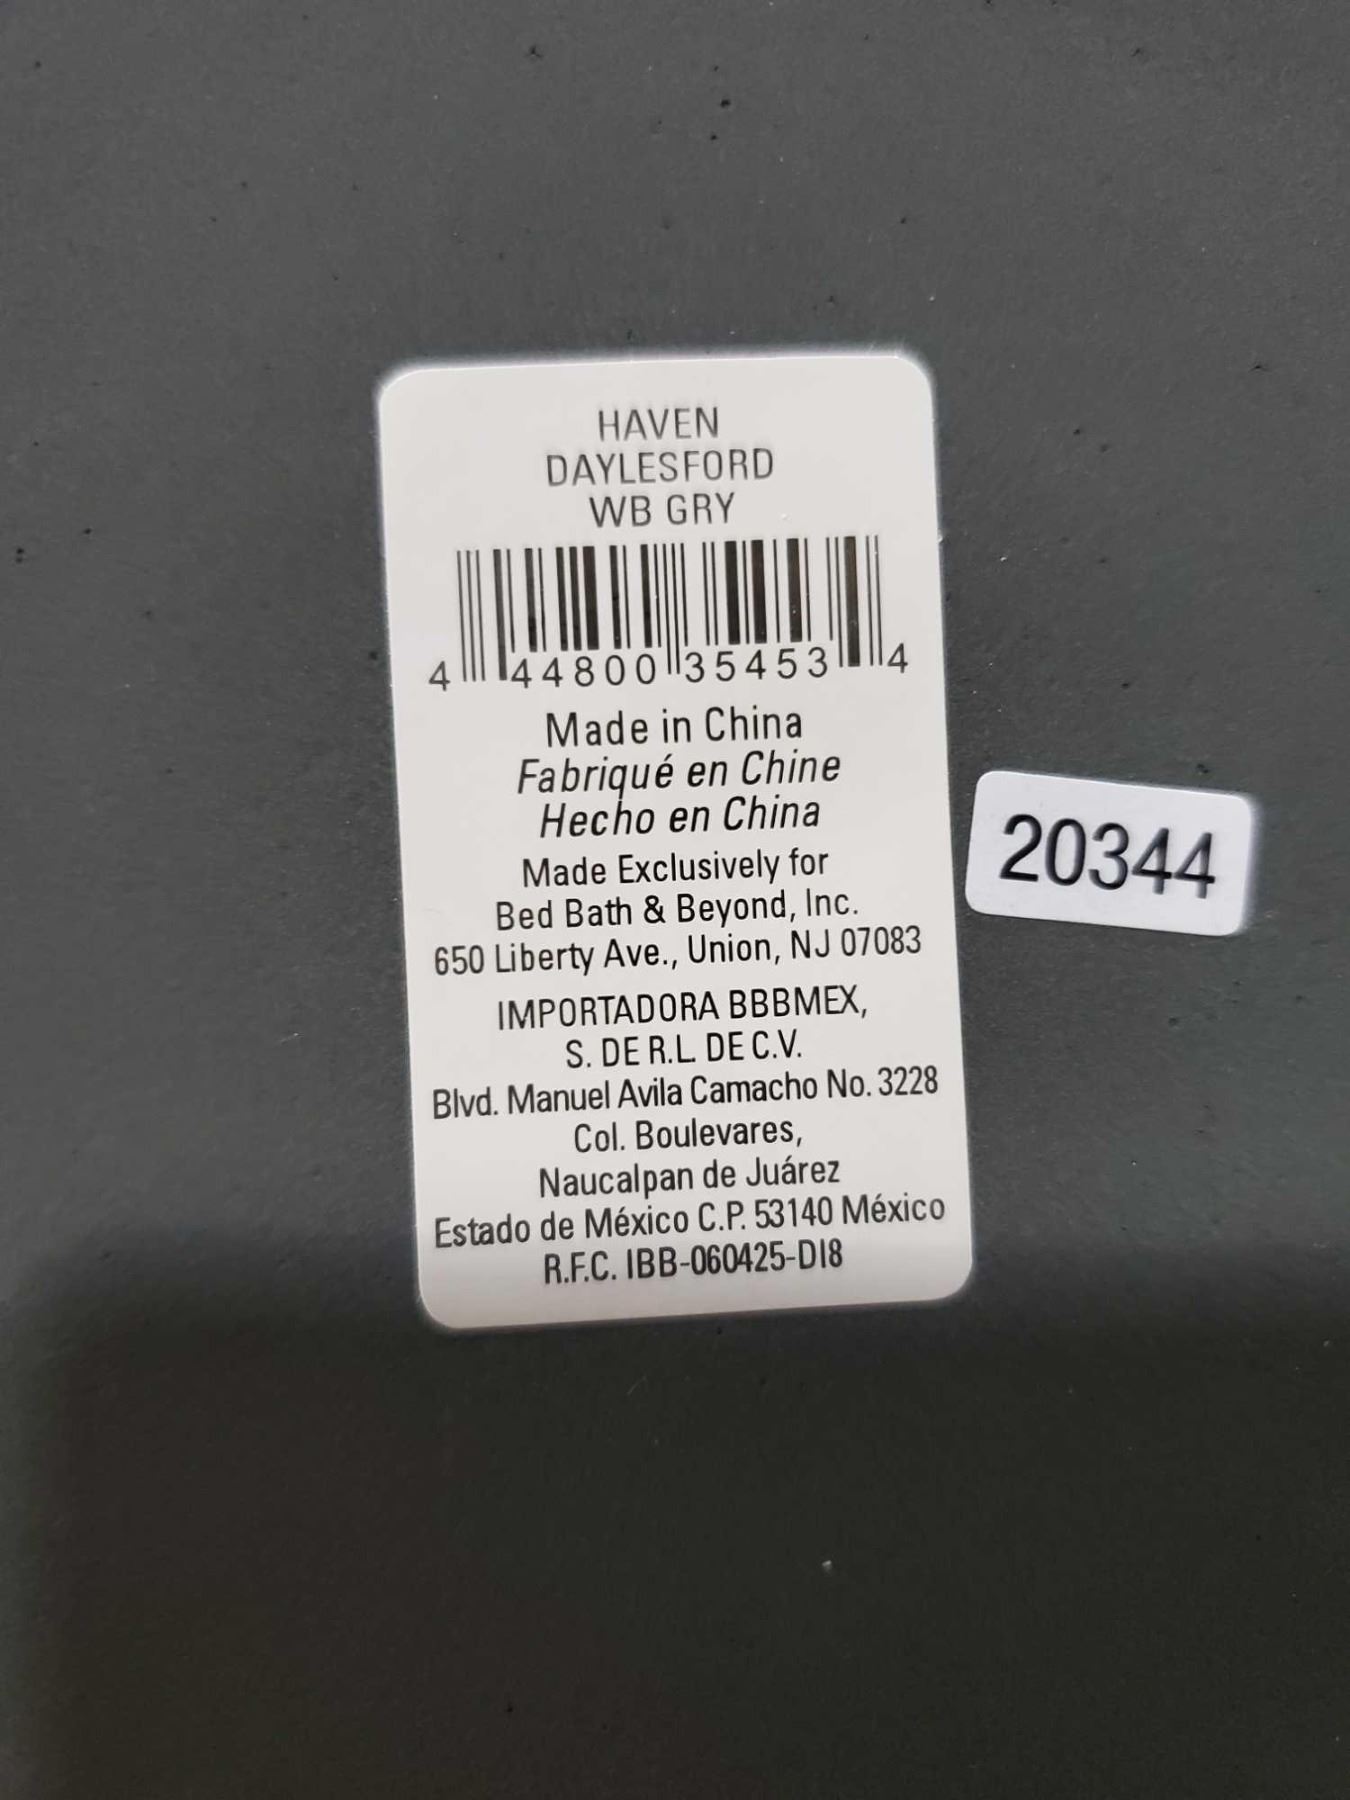 HAVEN
DAYLESFORD
WB GRY
4 44800 35453 4
Made in China
Fabriqué en Chine
Hecho en China
Made Exclusively for
Bed Bath & Beyond, Inc.
650 Liberty Ave., Union, NJ 07083
IMPORTADORA BBBMEX,
S. DE R.L. DE C.V.
Blvd. Manuel Avila Camacho No. 3228
Col. Boulevares,
Naucalpan de Juárez
Estado de México C.P. 53140 México
R.F.C. IBB-060425-DI8
20344